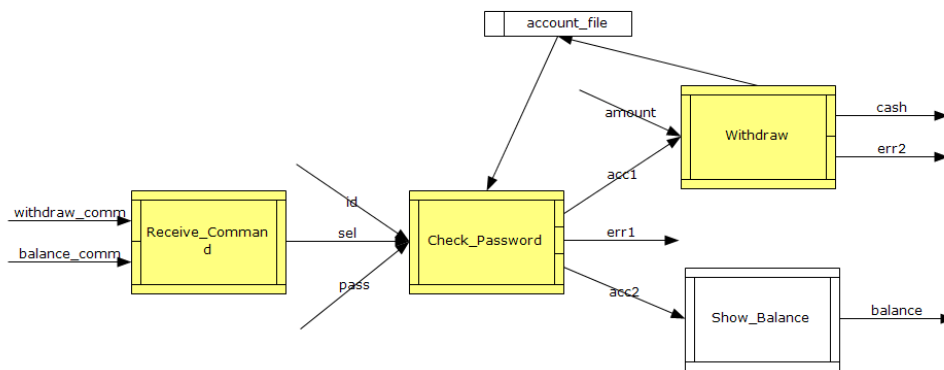 account_file
amount
Withdraw
cash
err2
acc1
withdraw_comm
balance_comm
Receive_Comman
d
id
sel
pass
Check_Password
err1
acc2
Show_Balance
balance